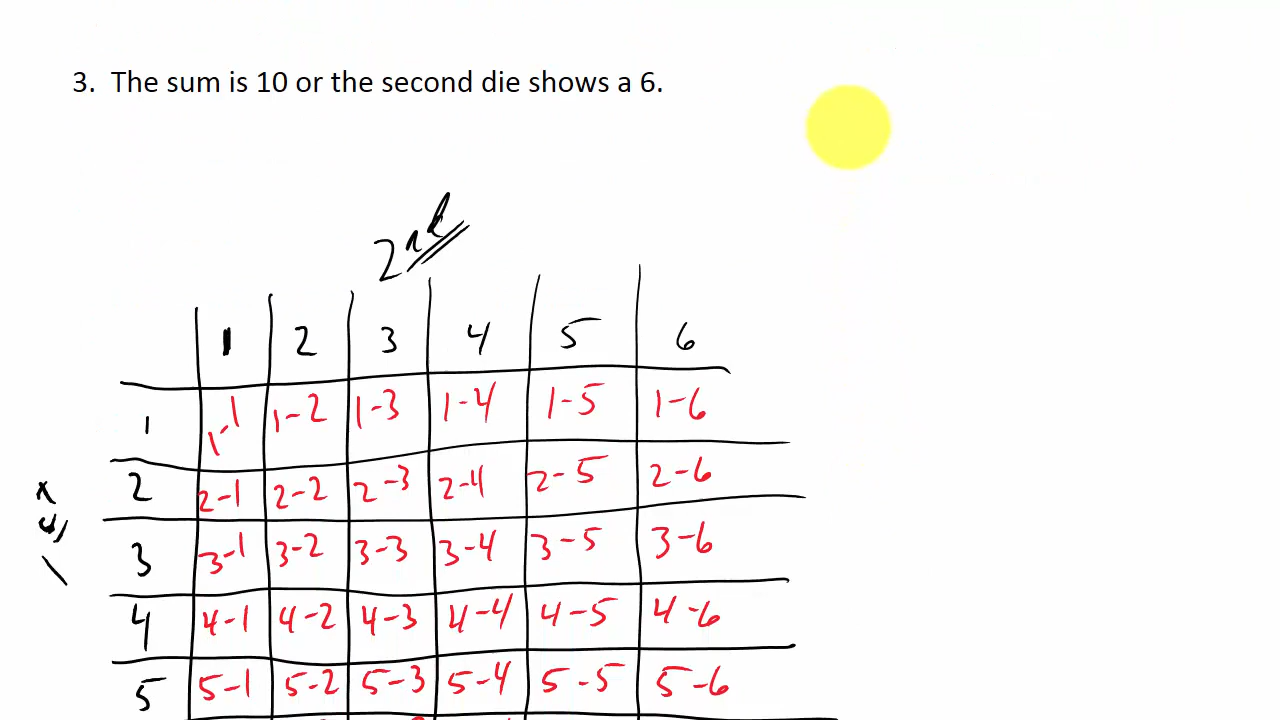 3. The sum is 10 or the second die shows a 6.
2nd
1 2 3 4 5 6
1 1-1 1-2 1-3 1-4 1-5 1-6
2 2-1 2-2 2-3 2-4 2-5 2-6
3 3-1 3-2 3-3 3-4 3-5 3-6
4 4-1 4-2 4-3 4-4 4-5 4-6
5 5-1 5-2 5-3 5-4 5-5 5-6